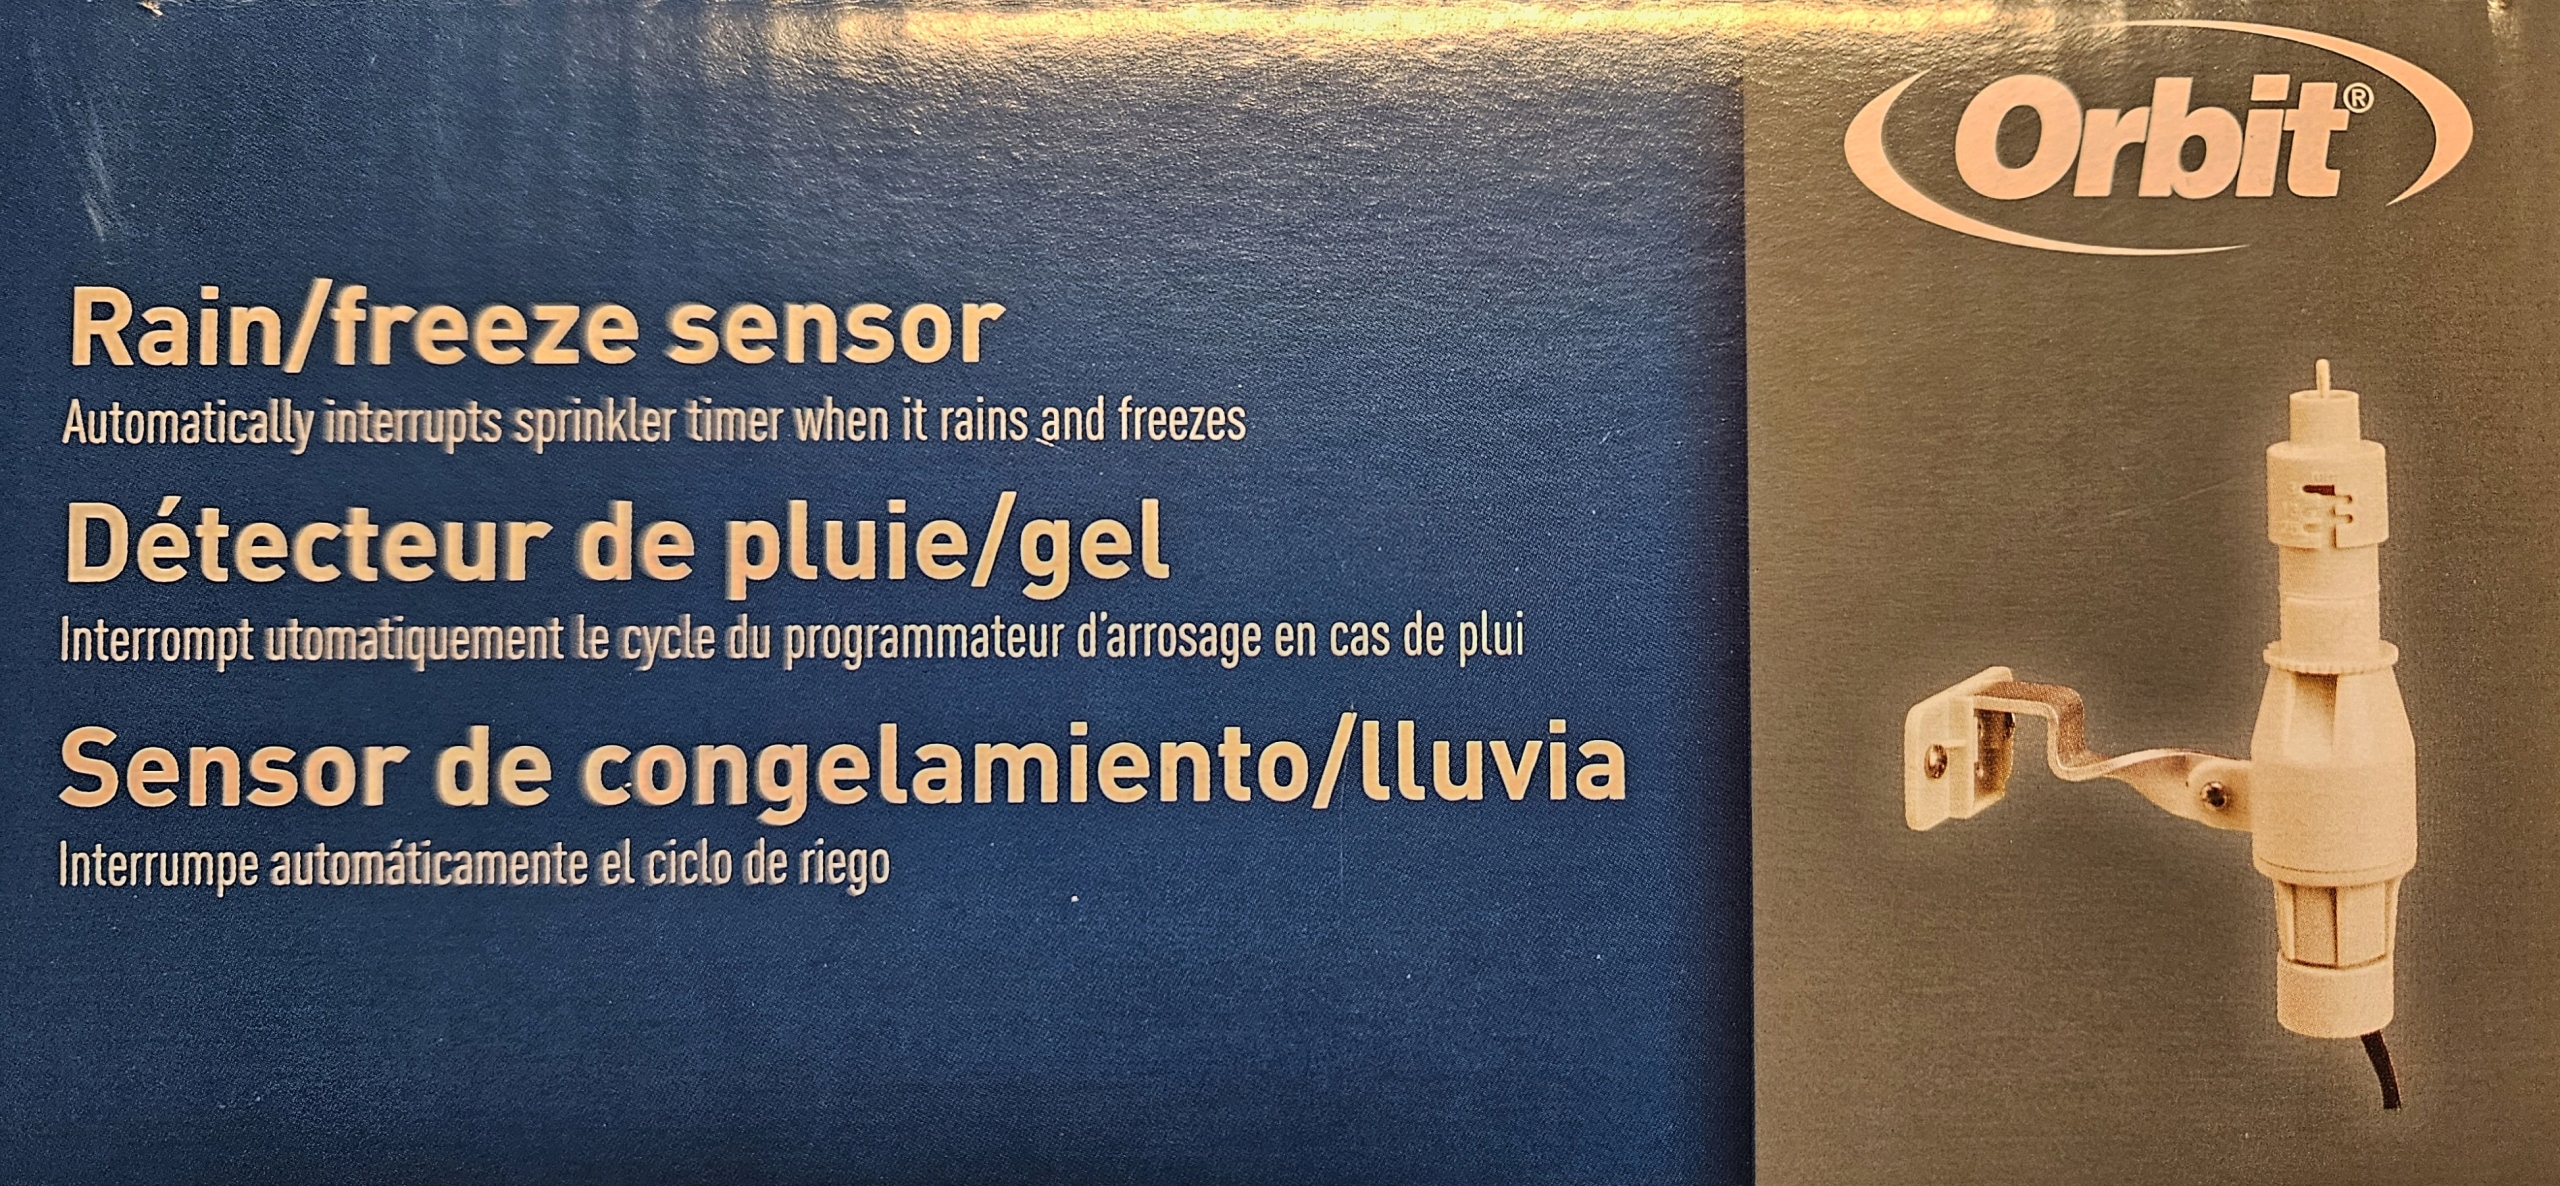 Orbit®
Rain/freeze sensor
Automatically interrupts sprinkler timer when it rains and freezes
Détecteur de pluie/gel
Interrompt utomatiquement le cycle du programmateur d'arrosage en cas de plui
Sensor de congelamiento/lluvia
Interrumpe automáticamente el ciclo de riego